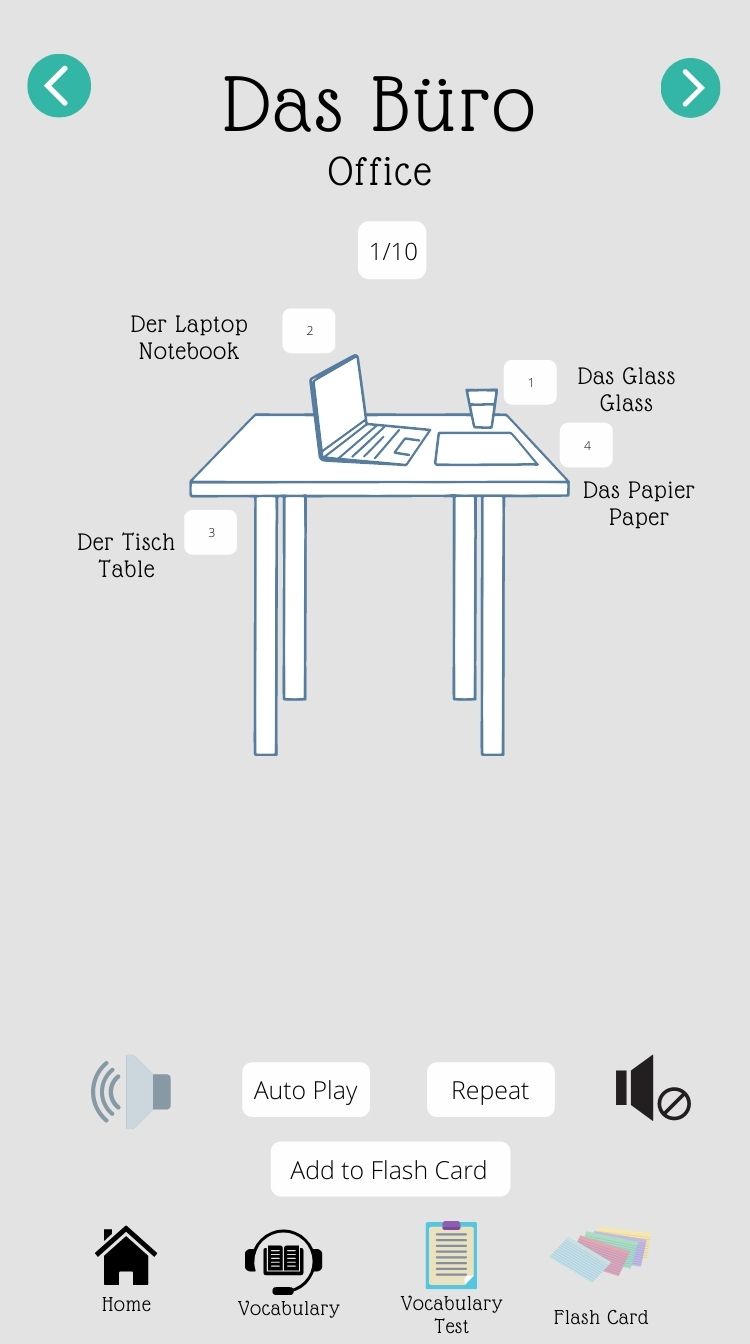 Das Büro
Office
1/10
Der Laptop
Notebook
2
1
Das Glass
Glass
4
Das Papier
Paper
3
Der Tisch
Table
Auto Play
Repeat
Add to Flash Card
Home
Vocabulary
Vocabulary
Test
Flash Card